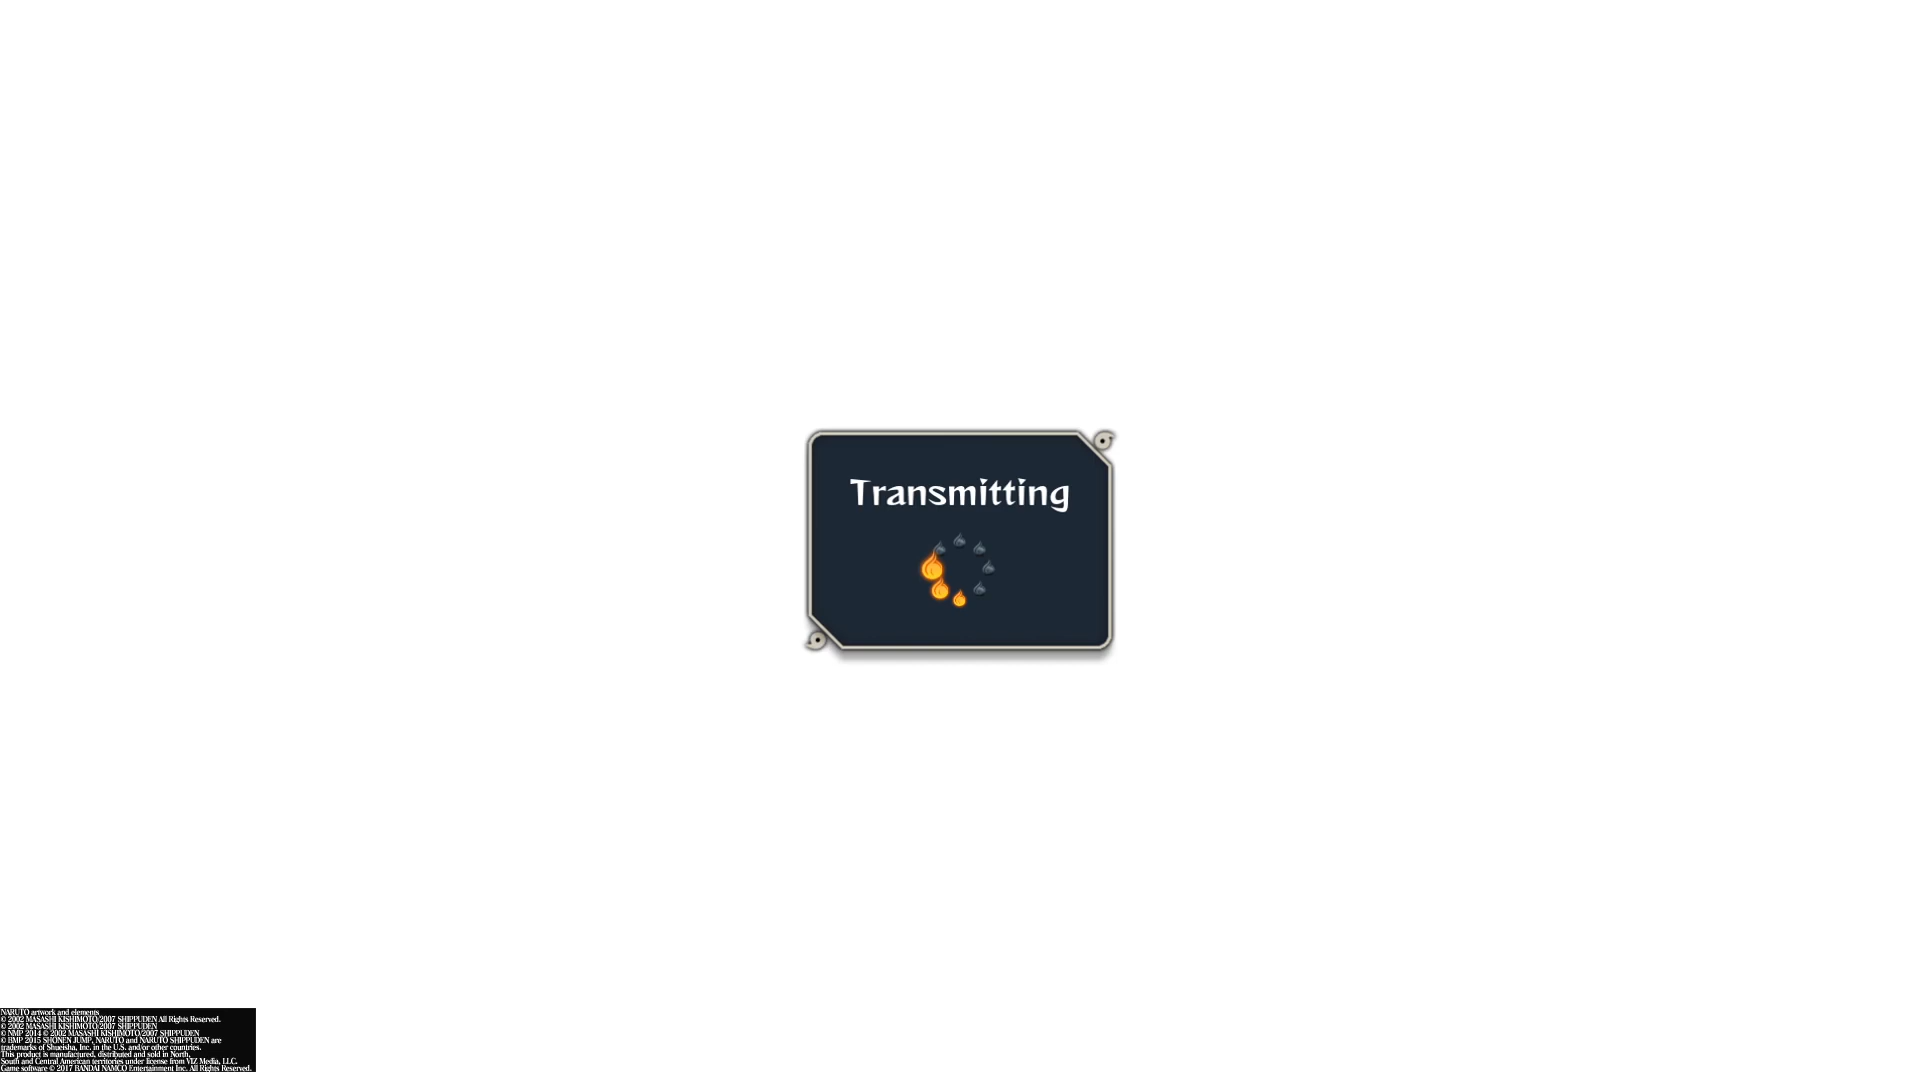 Transmitting
NARUTO artwork and elements
© 2002 MASASHI KISHIMOTO/2007 SHIPPUDEN All Rights Reserved.
© 2002 MASASHI KISHIMOTO/2007 SHIPPUDEN
© NMP 2014 © 2002 MASASHI KISHIMOTO/2007 SHIPPUDEN
© BMP 2015 SHONEN JUMP, NARUTO and NARUTO SHIPPUDEN are
trademarks of Shueisha, Inc. in the U.S. and/or other countries.
This product is manufactured, distributed and sold in North,
South and Central American territories under license from VIZ Media, LLC.
Game software © 2017 BANDAI NAMCO Entertainment Inc. All Rights Reserved.